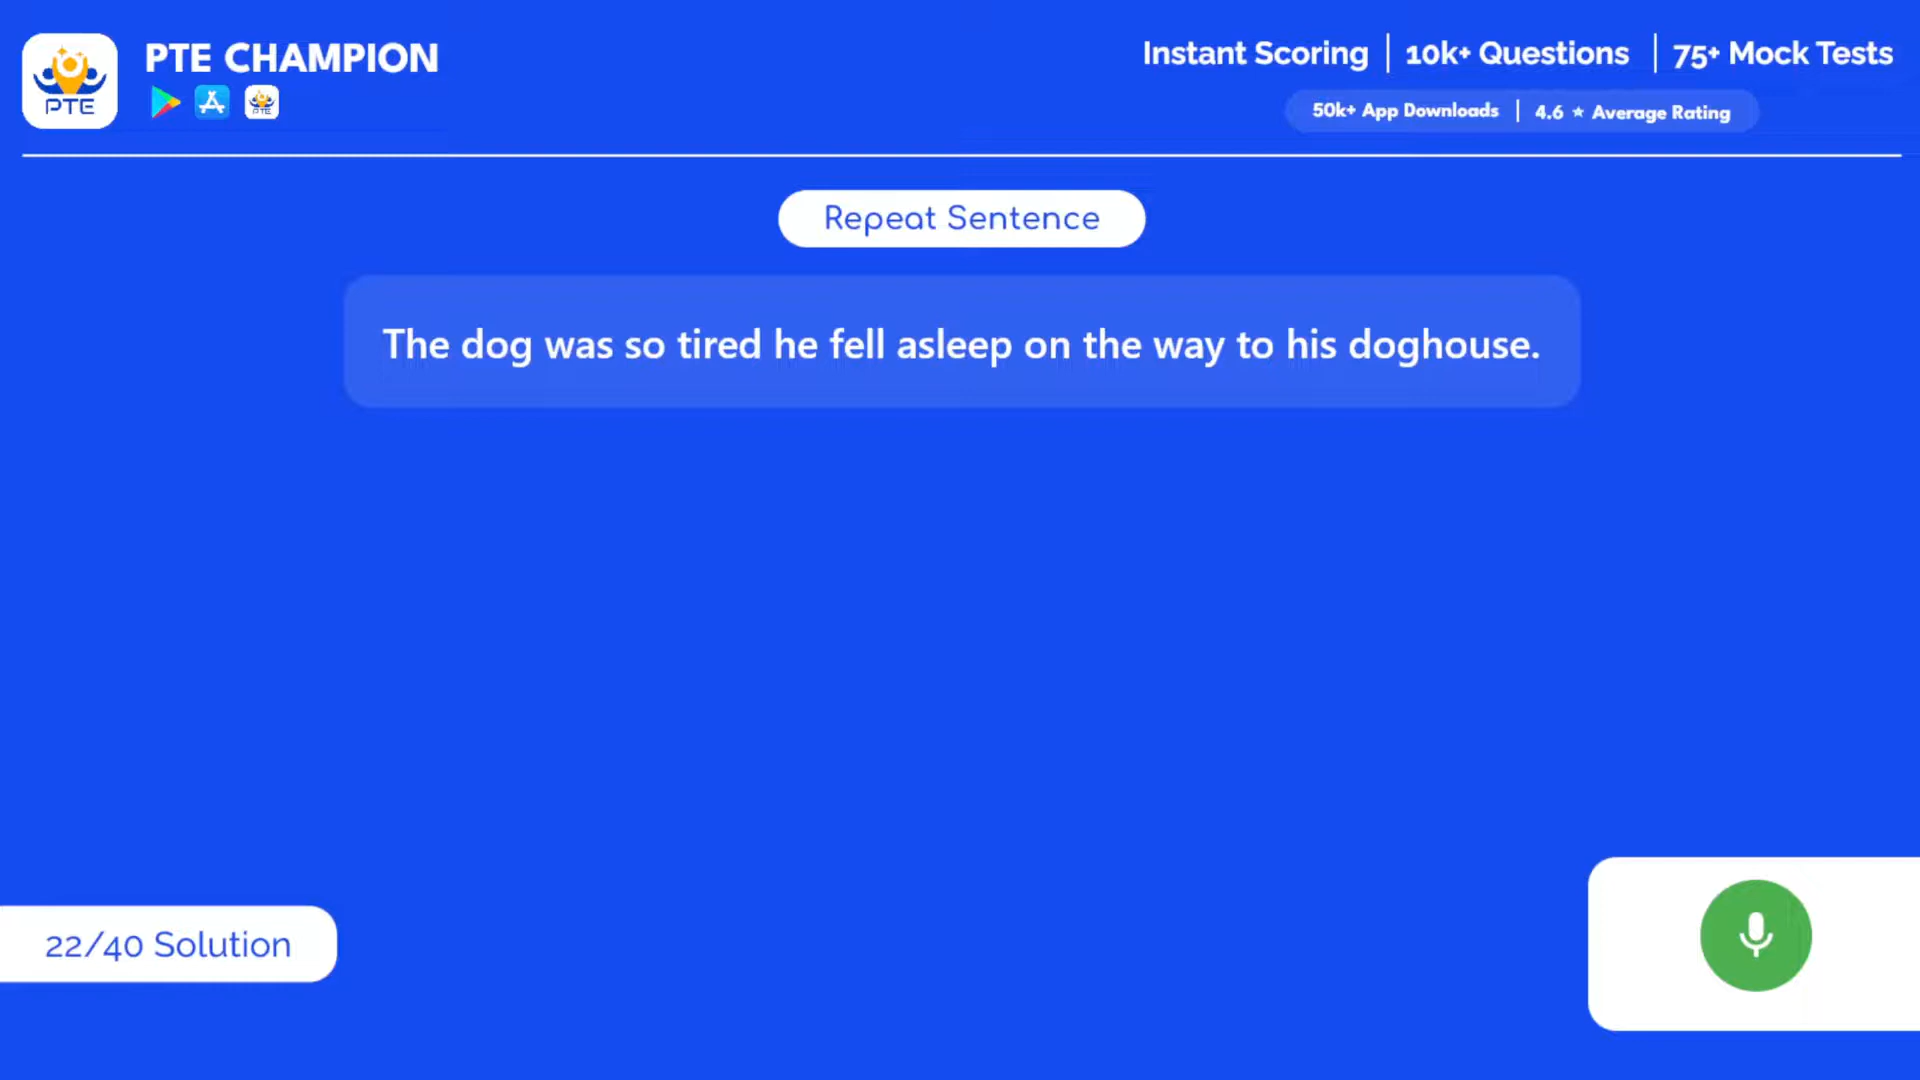 PTE CHAMPION
PTE
PTE
Instant Scoring | 10k+ Questions | 75+ Mock Tests
50k+ App Downloads | 4.6 ★ Average Rating
Repeat Sentence
The dog was so tired he fell asleep on the way to his doghouse.
22/40 Solution